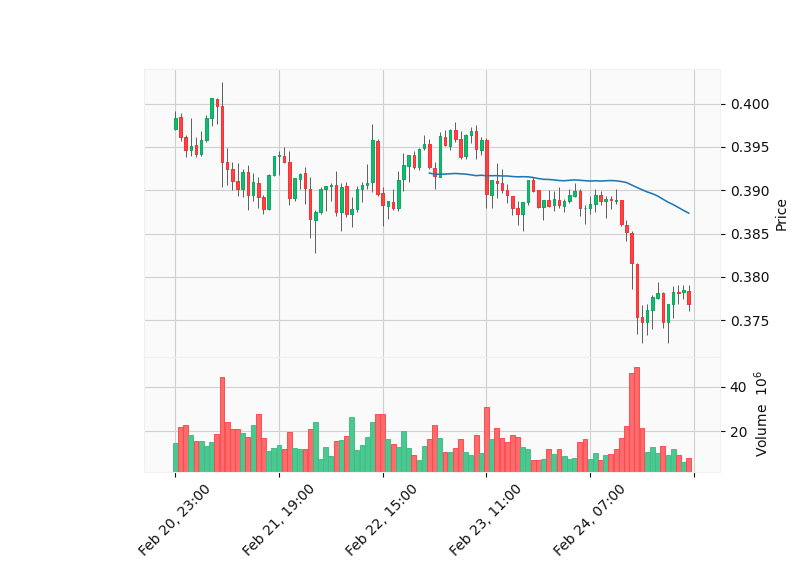 0.400
0.395
0.390
0.385
0.380
0.375
Price
40
20
Volume 10^6
Feb 20, 23:00
Feb 21, 19:00
Feb 22, 15:00
Feb 23, 11:00
Feb 24, 07:00